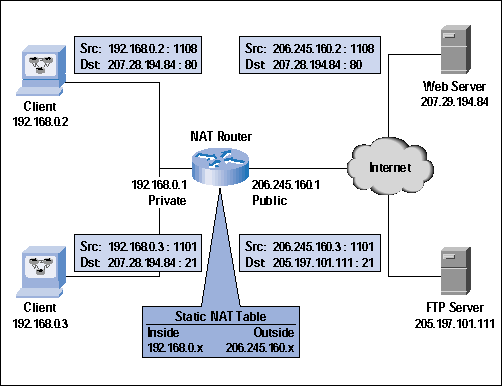 Src: 192.168.0.2 : 1108
Dst: 207.28.194.84 : 80
Src: 206.245.160.2 : 1108
Dst: 207.28.194.84 : 80
Client
192.168.0.2
Web Server
207.29.194.84
NAT Router
Internet
192.168.0.1
Private
206.245.160.1
Public
Src: 192.168.0.3 : 1101
Dst: 207.28.194.84 : 21
Src: 206.245.160.3 : 1101
Dst: 205.197.101.111 : 21
Client
192.168.0.3
FTP Server
205.197.101.111
Static NAT Table
Inside Outside
192.168.0.x 206.245.160.x